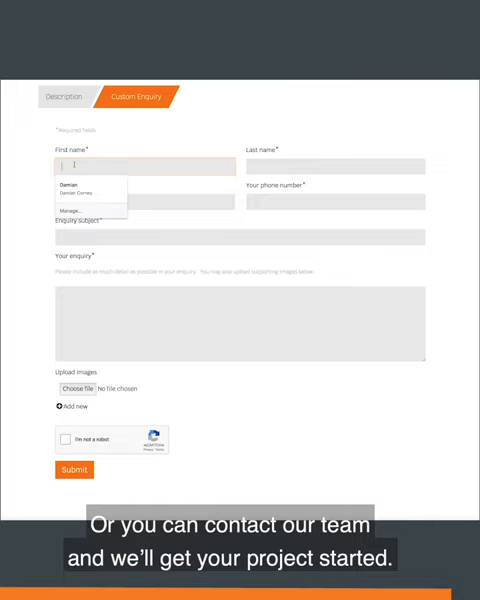 Description
Custom Enquiry
*Required fields
First name*
Last name*
Damian
Damian Correy
Manage...
Your phone number*
Enquiry subject*
Your enquiry*
Please include as much detail as possible in your enquiry. You may also upload supporting images below.
Upload images
Choose file No file chosen
Add new
I'm not a robot
reCAPTCHA
Privacy - Terms
Submit
Or you can contact our team
and we'll get your project started.